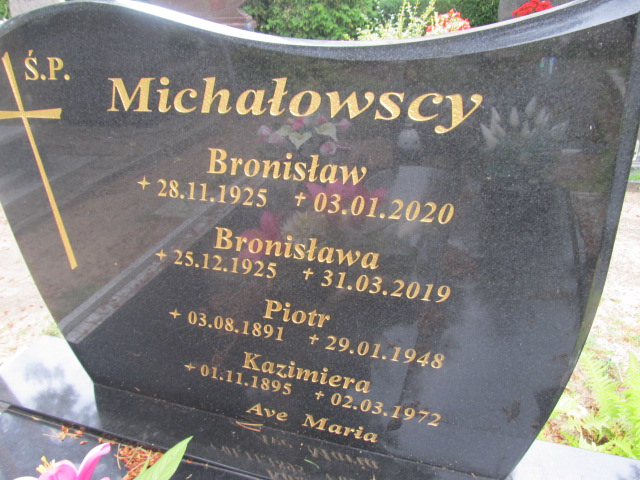 Ś.P.
Michałowscy
Bronisław
+ 28.11.1925 + 03.01.2020
Bronisława
+ 25.12.1925 + 31.03.2019
Piotr
+ 03.08.1891 + 29.01.1948
Kazimiera
+ 01.11.1895 + 02.03.1972
Ave Maria